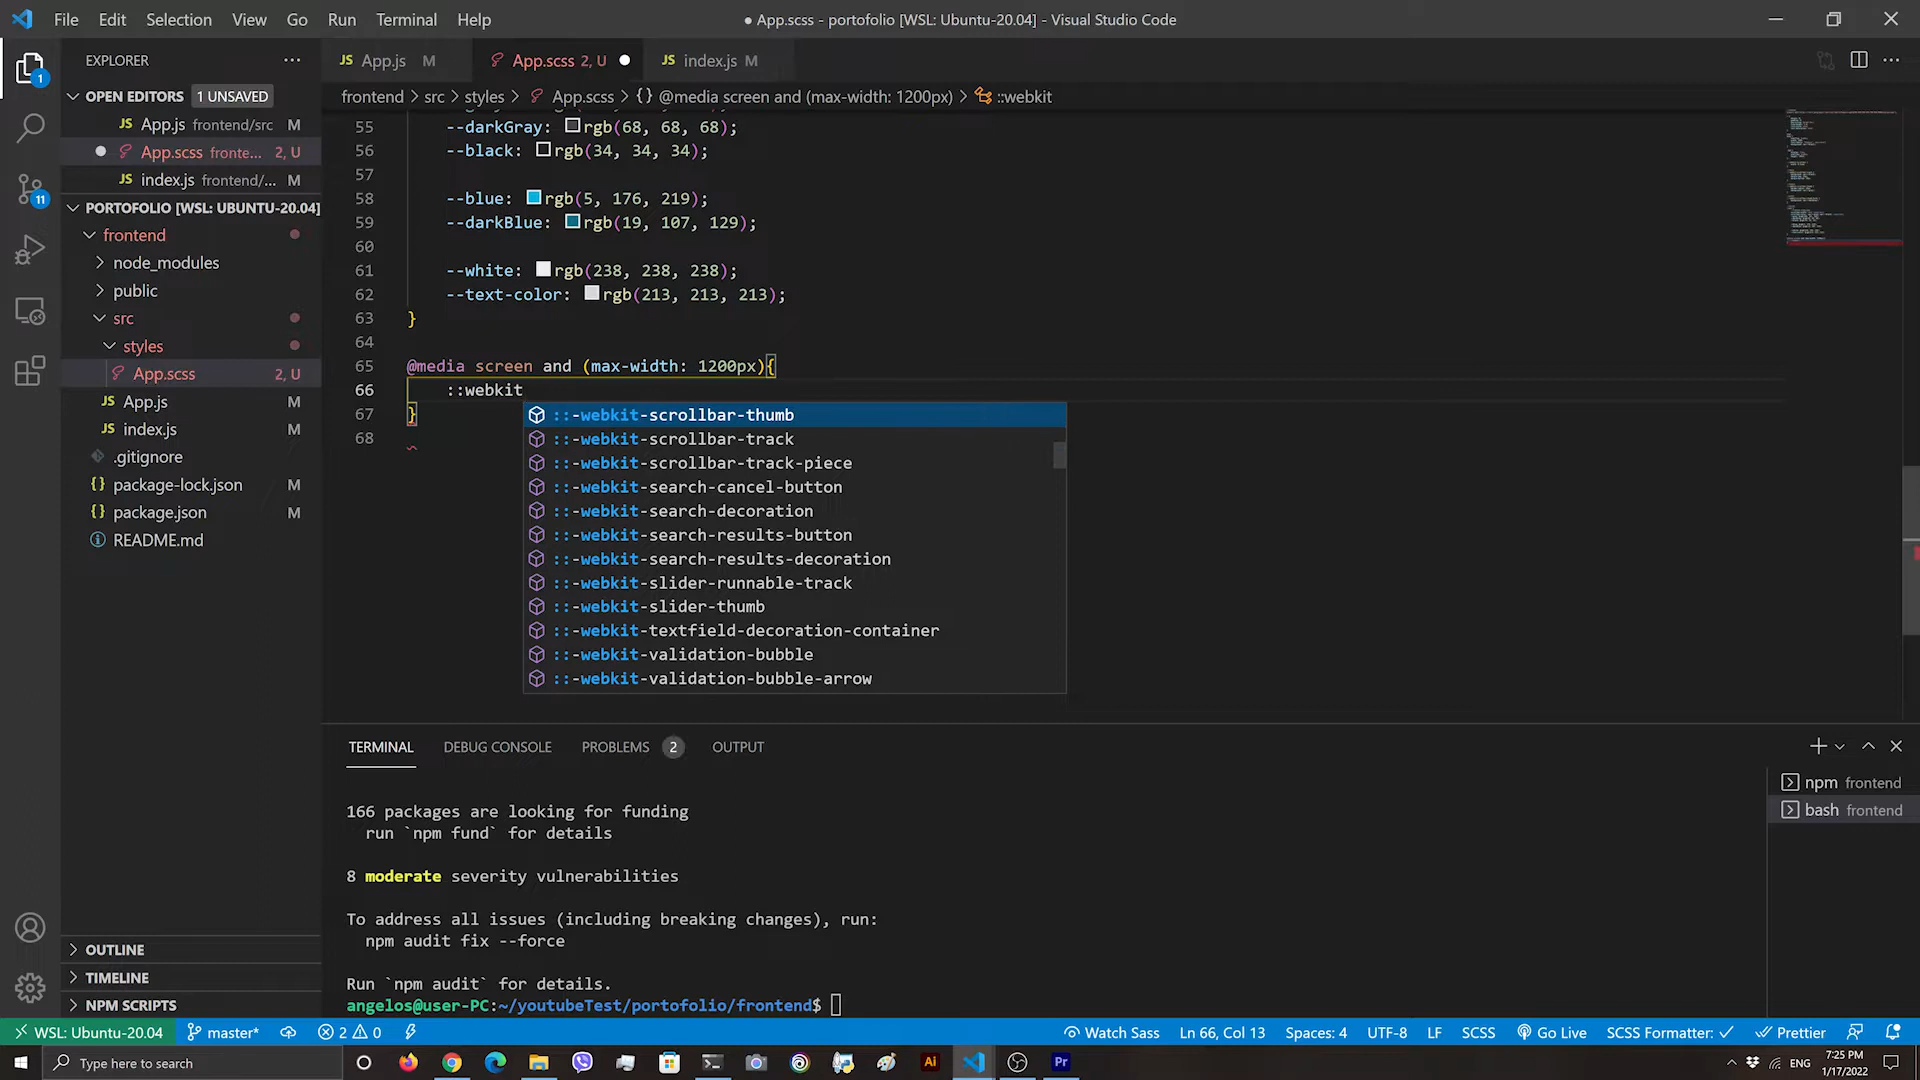 File Edit Selection View Go Run Terminal Help
● App.scss - portofolio [WSL: Ubuntu-20.04] - Visual Studio Code
EXPLORER
JS App.js M
App.scss 2, U
JS index.js M
OPEN EDITORS 1 UNSAVED
JS App.js frontend/src M
App.scss fronte... 2, U
JS index.js frontend/... M
PORTOFOLIO [WSL: UBUNTU-20.04]
frontend
node_modules
public
src
styles
App.scss 2, U
JS App.js M
JS index.js M
.gitignore
{} package-lock.json M
{} package.json M
README.md
OUTLINE
TIMELINE
NPM SCRIPTS
1
11
frontend > src > styles > App.scss > {} @media screen and (max-width: 1200px) > ::webkit
55 --darkGray: rgb(68, 68, 68);
56 --black: rgb(34, 34, 34);
57
58 --blue: rgb(5, 176, 219);
59 --darkBlue: rgb(19, 107, 129);
60
61 --white: rgb(238, 238, 238);
62 --text-color: rgb(213, 213, 213);
63 }
64
65 @media screen and (max-width: 1200px){
66 ::webkit
67 }
68
::-webkit-scrollbar-thumb
::-webkit-scrollbar-track
::-webkit-scrollbar-track-piece
::-webkit-search-cancel-button
::-webkit-search-decoration
::-webkit-search-results-button
::-webkit-search-results-decoration
::-webkit-slider-runnable-track
::-webkit-slider-thumb
::-webkit-textfield-decoration-container
::-webkit-validation-bubble
::-webkit-validation-bubble-arrow
TERMINAL DEBUG CONSOLE PROBLEMS 2 OUTPUT
npm frontend
bash frontend
166 packages are looking for funding
run `npm fund` for details
8 moderate severity vulnerabilities
To address all issues (including breaking changes), run:
npm audit fix --force
Run `npm audit` for details.
angelos@user-PC:~/youtubeTest/portofolio/frontend$
WSL: Ubuntu-20.04 master* 2 0 Watch Sass Ln 66, Col 13 Spaces: 4 UTF-8 LF SCSS Go Live SCSS Formatter: ✓ Prettier
Type here to search
Ai
Pr
ENG
7:25 PM
1/17/2022